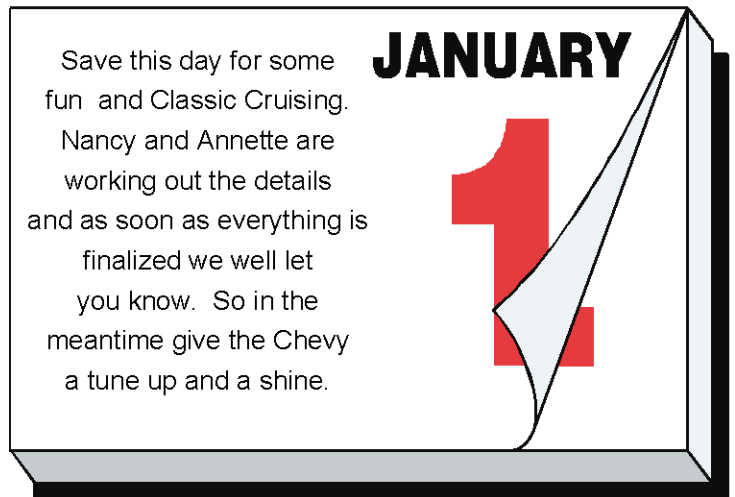 Save this day for some
fun  and Classic Cruising.
Nancy and Annette are
working out the details
and as soon as everything is
finalized we well let
you know.  So in the
meantime give the Chevy
a tune up and a shine.
JANUARY
1